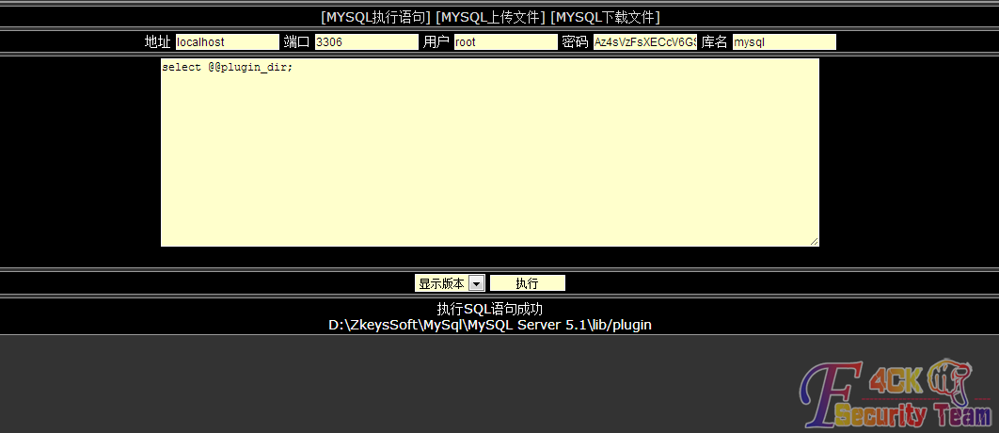 [MYSQL执行语句] [MYSQL上传文件] [MYSQL下载文件]
地址 localhost 端口 3306 用户 root 密码 Az4sVzFsXECcV6GS 库名 mysql
select @@plugin_dir;
显示版本 执行
执行SQL语句成功
D:\ZkeysSoft\MySql\MySQL Server 5.1\lib/plugin
F4CK
Security Team